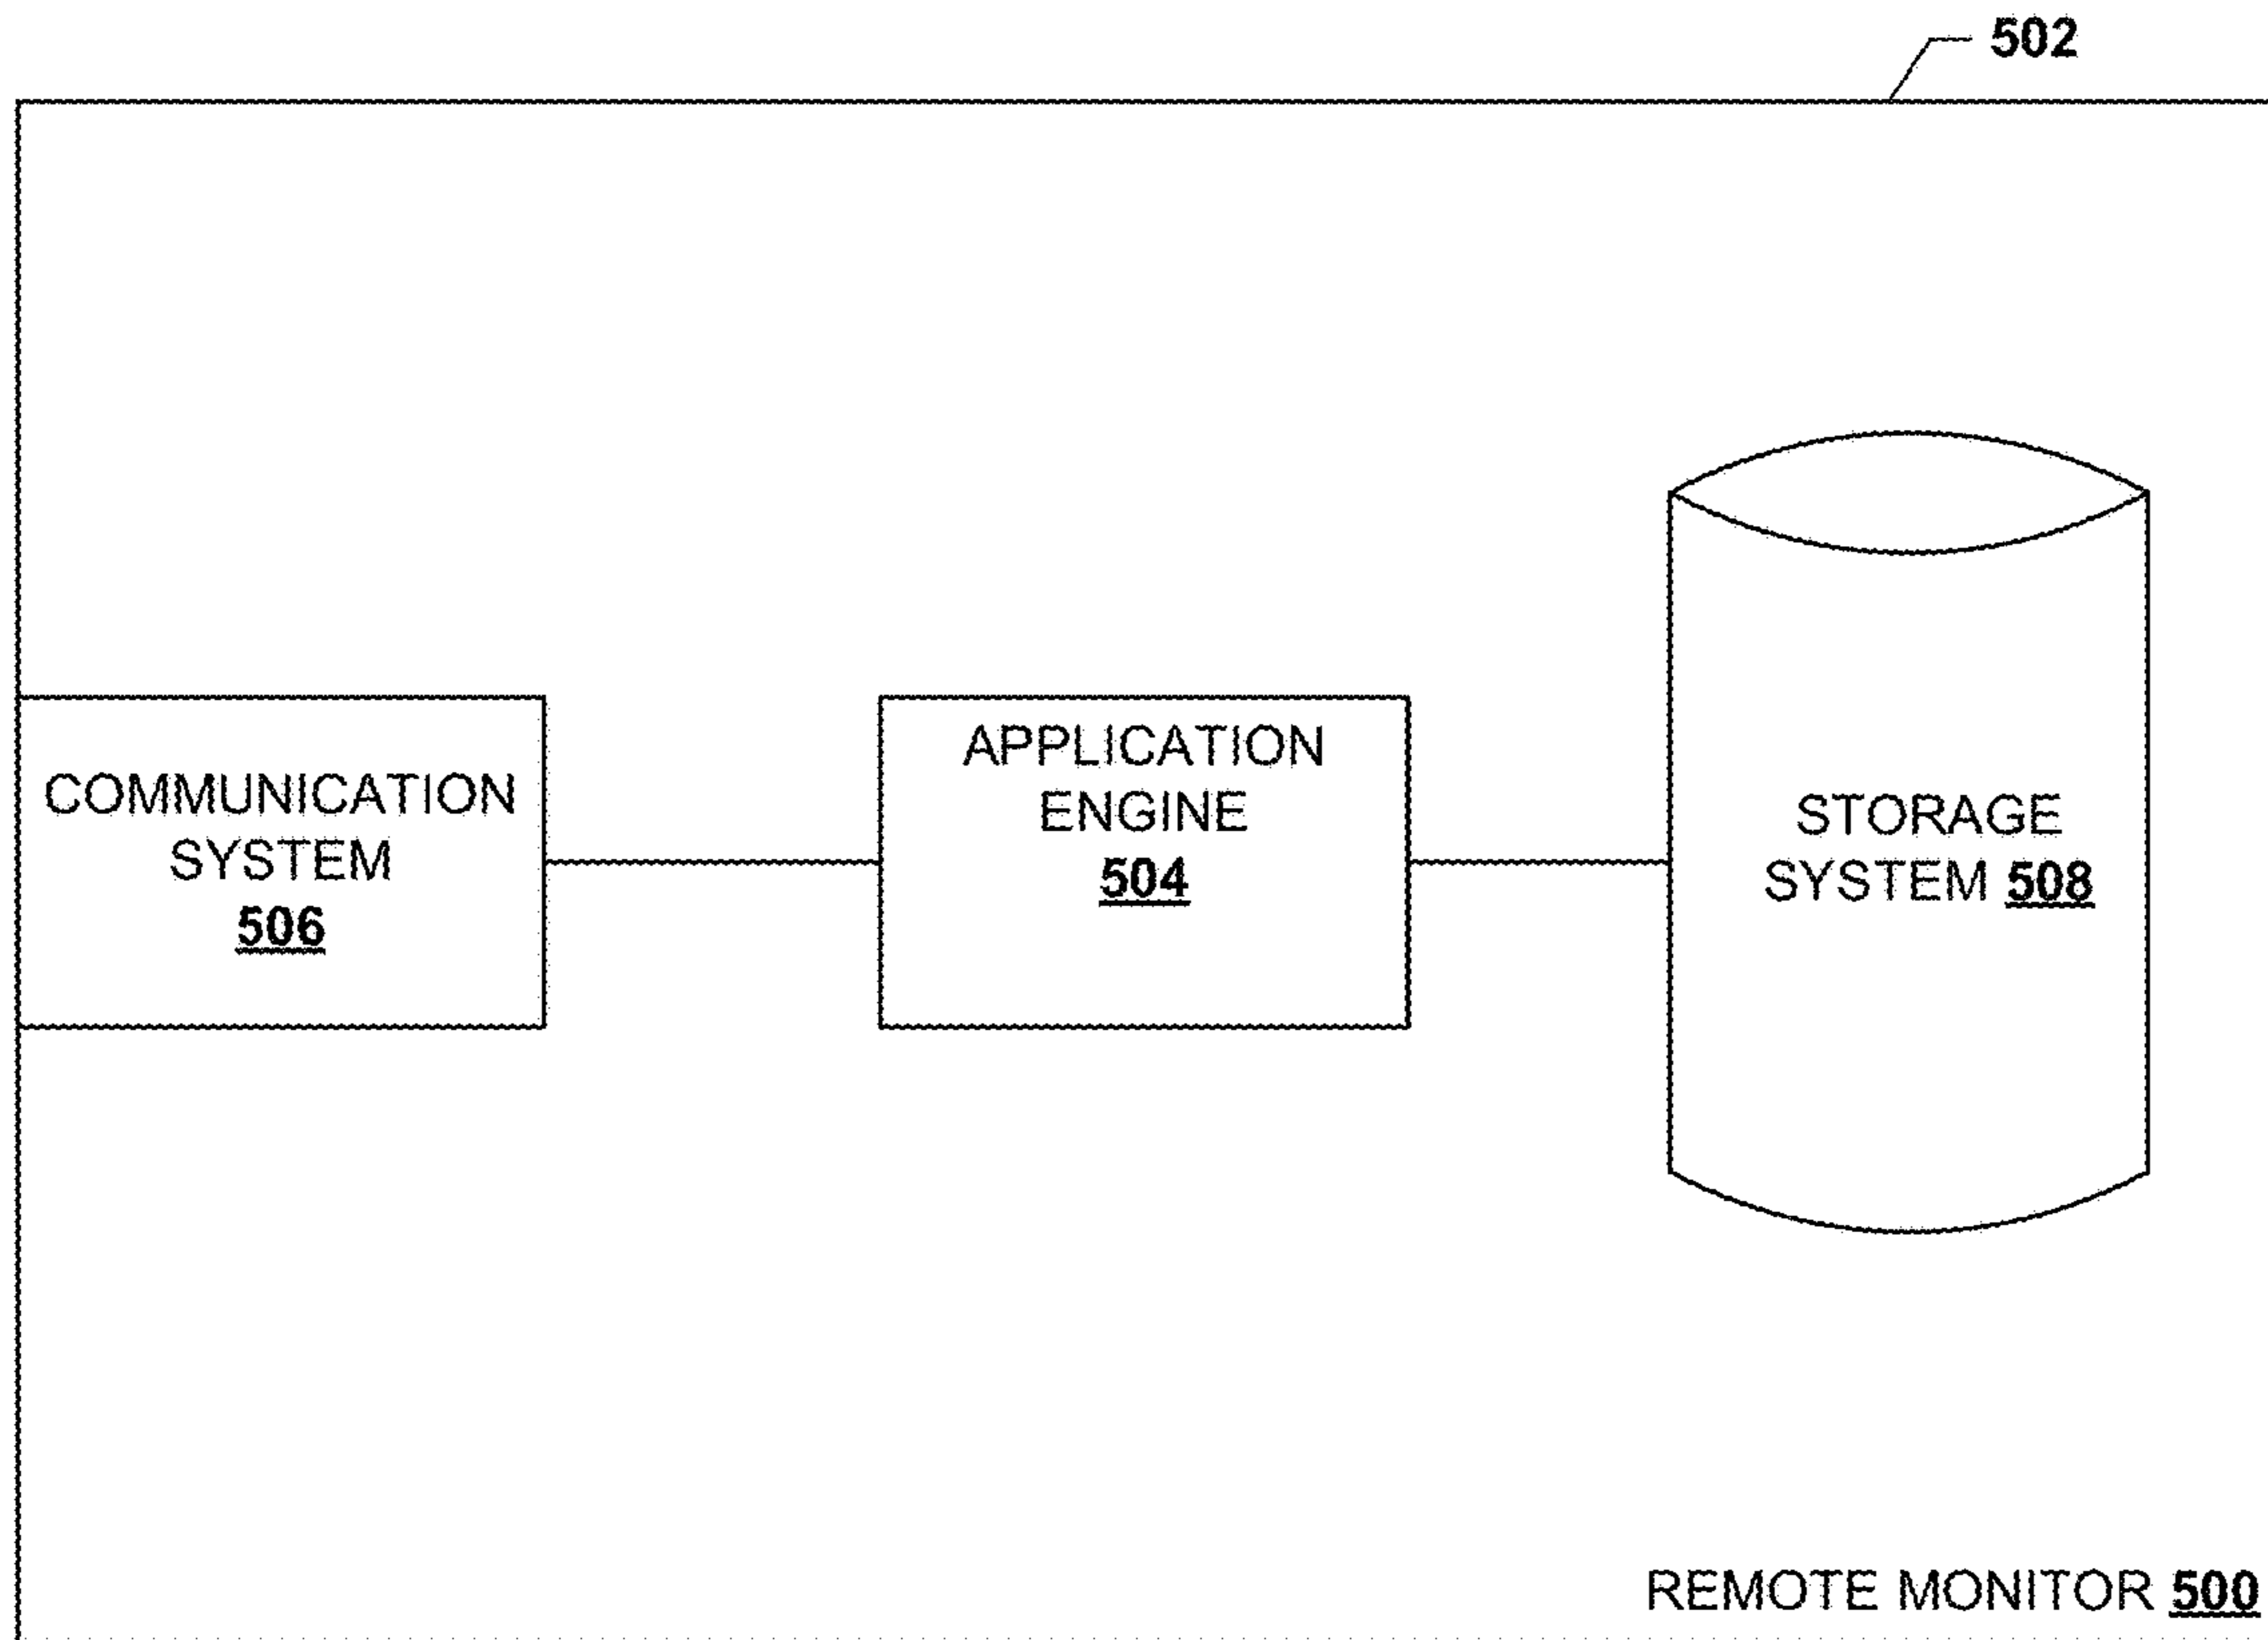 502
COMMUNICATION
SYSTEM
506
APPLICATION
ENGINE
504
STORAGE
SYSTEM 508
REMOTE MONITOR 500